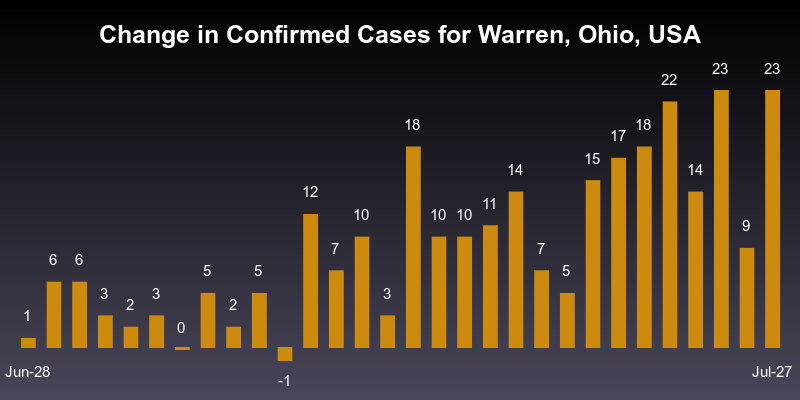 Change in Confirmed Cases for Warren, Ohio, USA
1 6 6 3 2 3 0 5 2 5 -1 12 7 10 3 18 10 10 11 14 7 5 15 17 18 22 14 23 9 23
Jun-28 Jul-27